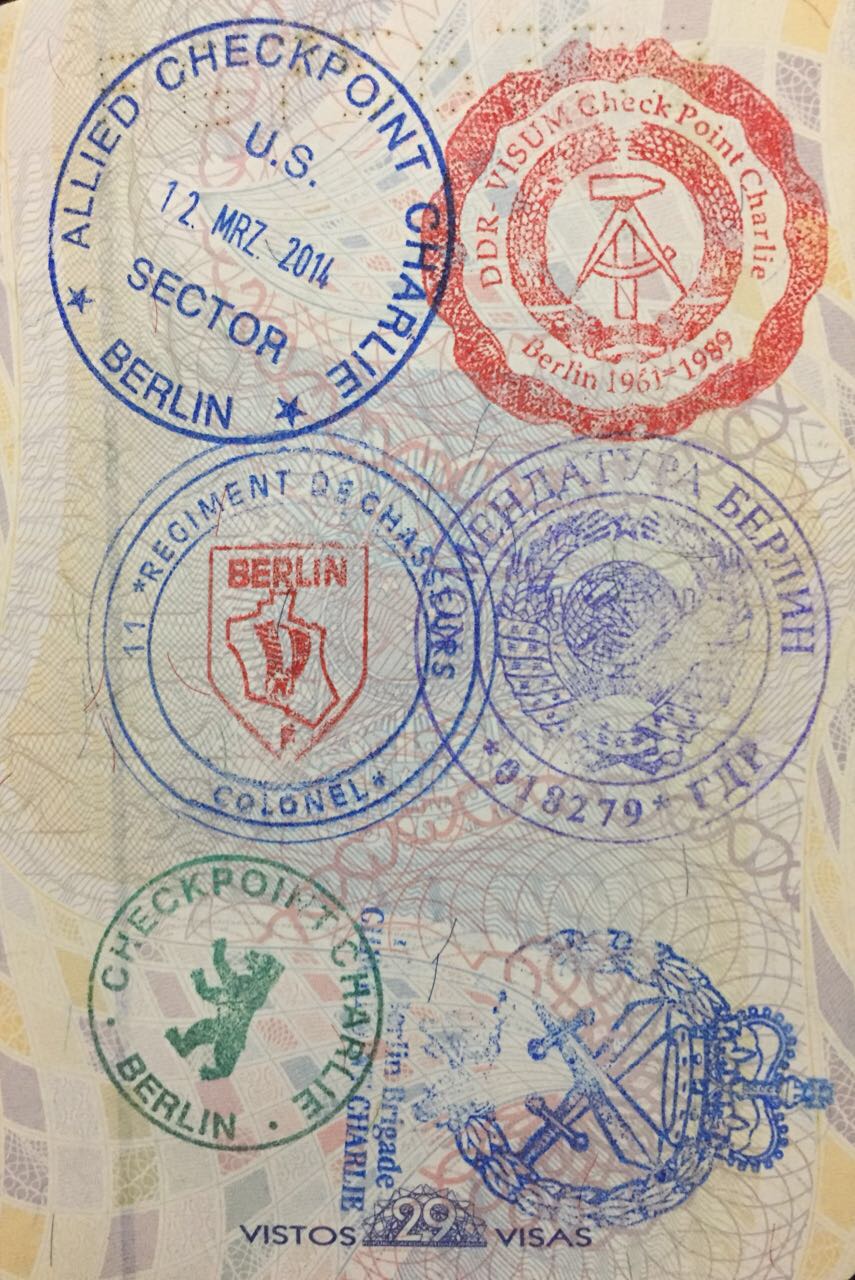 ALLIED CHECKPOINT CHARLIE
U.S.
12. MRZ. 2014
SECTOR
★ BERLIN ★
DDR-VISUM Check Point Charlie
Berlin 1961-1989
11 *REGIMENT DE CHASSEURS
BERLIN
COLONEL*
КОМЕНДАТУРА БЕРЛИН
*018279* ГДР
CHECKPOINT CHARLIE
· BERLIN ·
Berlin Brigade
CHARLIE
VISTOS 29 VISAS